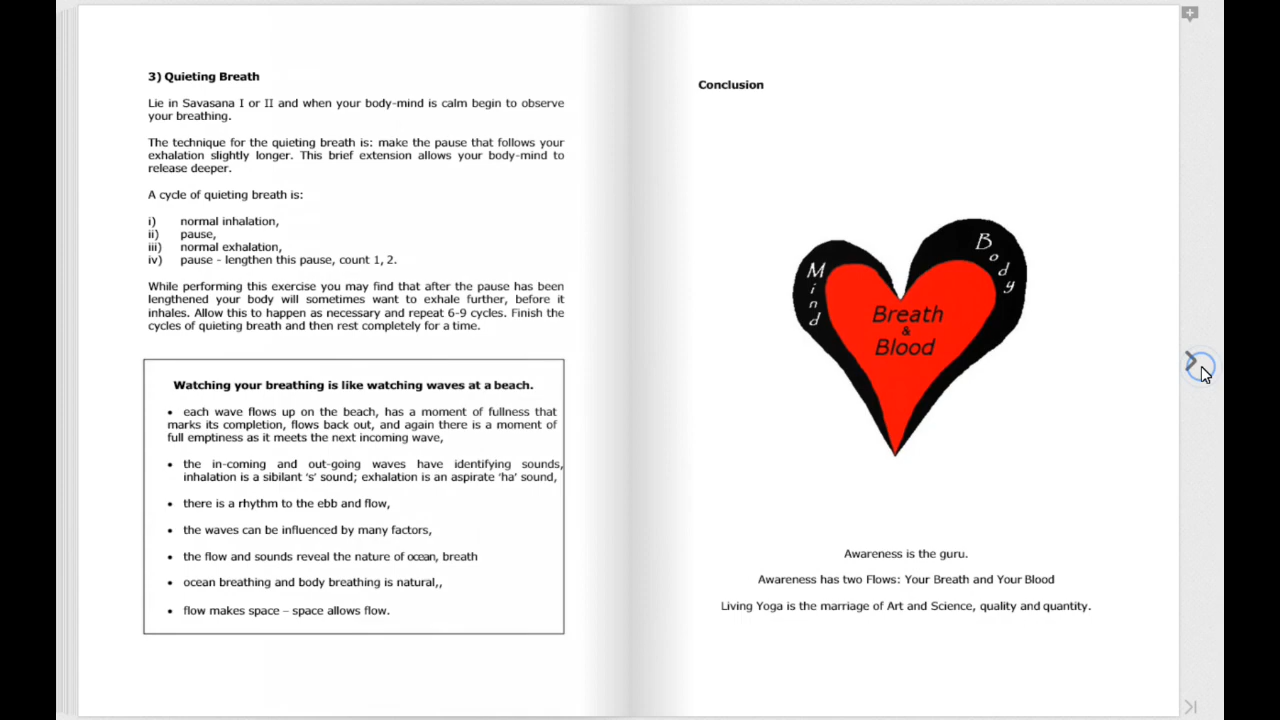 3) Quieting Breath
Lie in Savasana I or II and when your body-mind is calm begin to observe
your breathing.
The technique for the quieting breath is: make the pause that follows your
exhalation slightly longer. This brief extension allows your body-mind to
release deeper.
A cycle of quieting breath is:
i) normal inhalation,
ii) pause,
iii) normal exhalation,
iv) pause - lengthen this pause, count 1, 2.
While performing this exercise you may find that after the pause has been
lengthened your body will sometimes want to exhale further, before it
inhales. Allow this to happen as necessary and repeat 6-9 cycles. Finish the
cycles of quieting breath and then rest completely for a time.
Watching your breathing is like watching waves at a beach.
• each wave flows up on the beach, has a moment of fullness that
marks its completion, flows back out, and again there is a moment of
full emptiness as it meets the next incoming wave,
• the in-coming and out-going waves have identifying sounds,
inhalation is a sibilant ‘s’ sound; exhalation is an aspirate ‘ha’ sound,
• there is a rhythm to the ebb and flow,
• the waves can be influenced by many factors,
• the flow and sounds reveal the nature of ocean, breath
• ocean breathing and body breathing is natural,,
• flow makes space – space allows flow.
Conclusion
Mind
Body
Breath
&
Blood
Awareness is the guru.
Awareness has two Flows: Your Breath and Your Blood
Living Yoga is the marriage of Art and Science, quality and quantity.